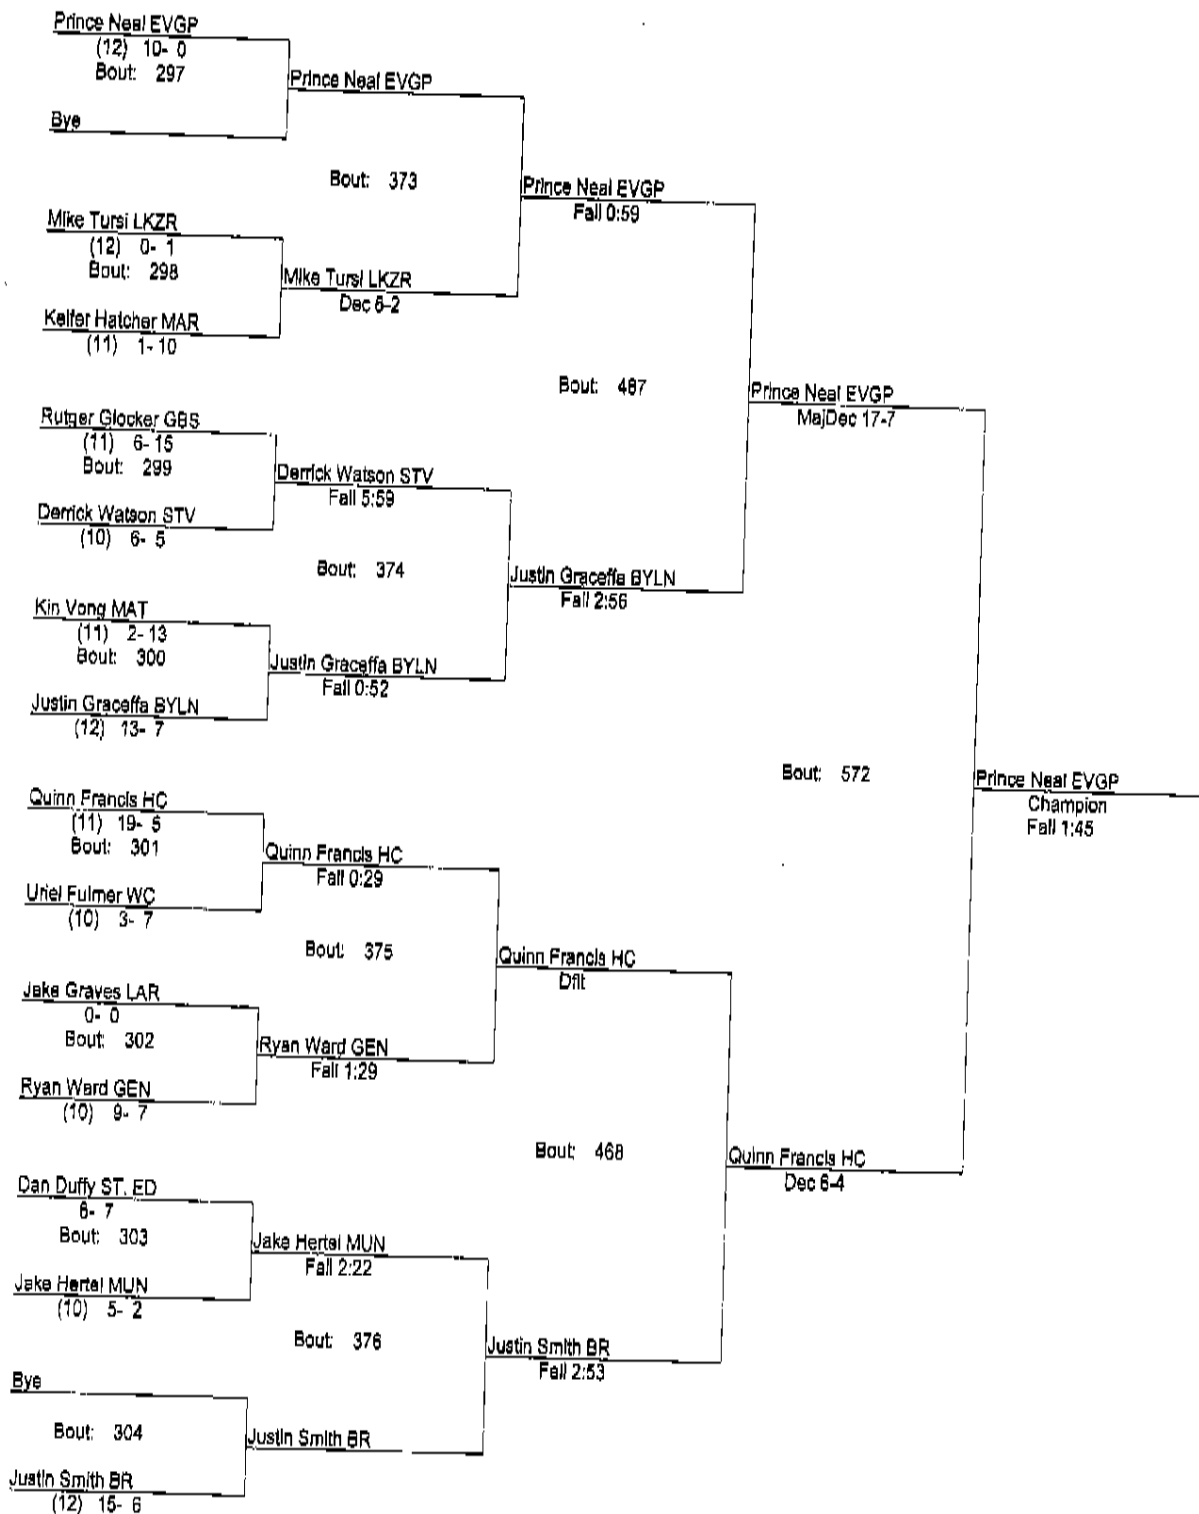 Prince Neal EVGP
(12) 10- 0
Bout: 297
Prince Neal EVGP
Bye
Bout: 373
Prince Neal EVGP
Fall 0:59
Mike Tursi LKZR
(12) 0- 1
Bout: 298
Mike Tursi LKZR
Dec 6-2
Keifer Hatcher MAR
(11) 1- 10
Bout: 467
Prince Neal EVGP
MajDec 17-7
Rutger Glocker GBS
(11) 6- 15
Bout: 299
Derrick Watson STV
Fall 5:59
Derrick Watson STV
(10) 6- 5
Bout: 374
Justin Graceffa BYLN
Fall 2:56
Kin Vong MAT
(11) 2- 13
Bout: 300
Justin Graceffa BYLN
Fall 0:52
Justin Graceffa BYLN
(12) 13- 7
Bout: 572
Prince Neal EVGP
Champion
Fall 1:45
Quinn Francis HC
(11) 19- 5
Bout: 301
Quinn Francis HC
Fall 0:29
Uriel Fulmer WC
(10) 3- 7
Bout: 375
Quinn Francis HC
Dflt
Jake Graves LAR
0- 0
Bout: 302
Ryan Ward GEN
Fall 1:29
Ryan Ward GEN
(10) 9- 7
Bout: 468
Quinn Francis HC
Dec 6-4
Dan Duffy ST. ED
6- 7
Bout: 303
Jake Hertel MUN
Fall 2:22
Jake Hertel MUN
(10) 5- 2
Bout: 376
Justin Smith BR
Fall 2:53
Bye
Bout: 304
Justin Smith BR
Justin Smith BR
(12) 15- 6